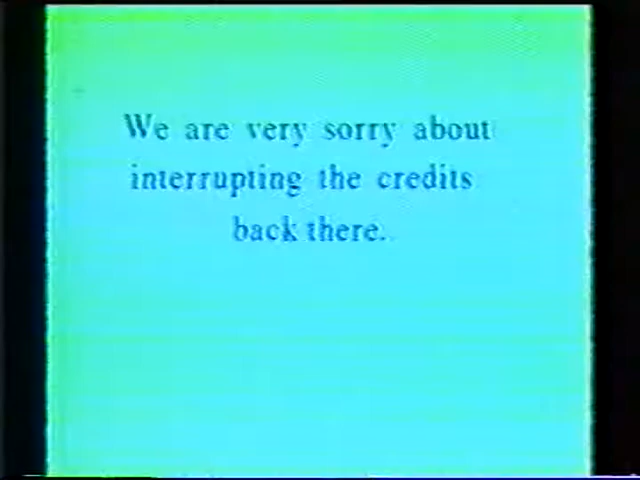 We are very sorry about
interrupting the credits
back there.